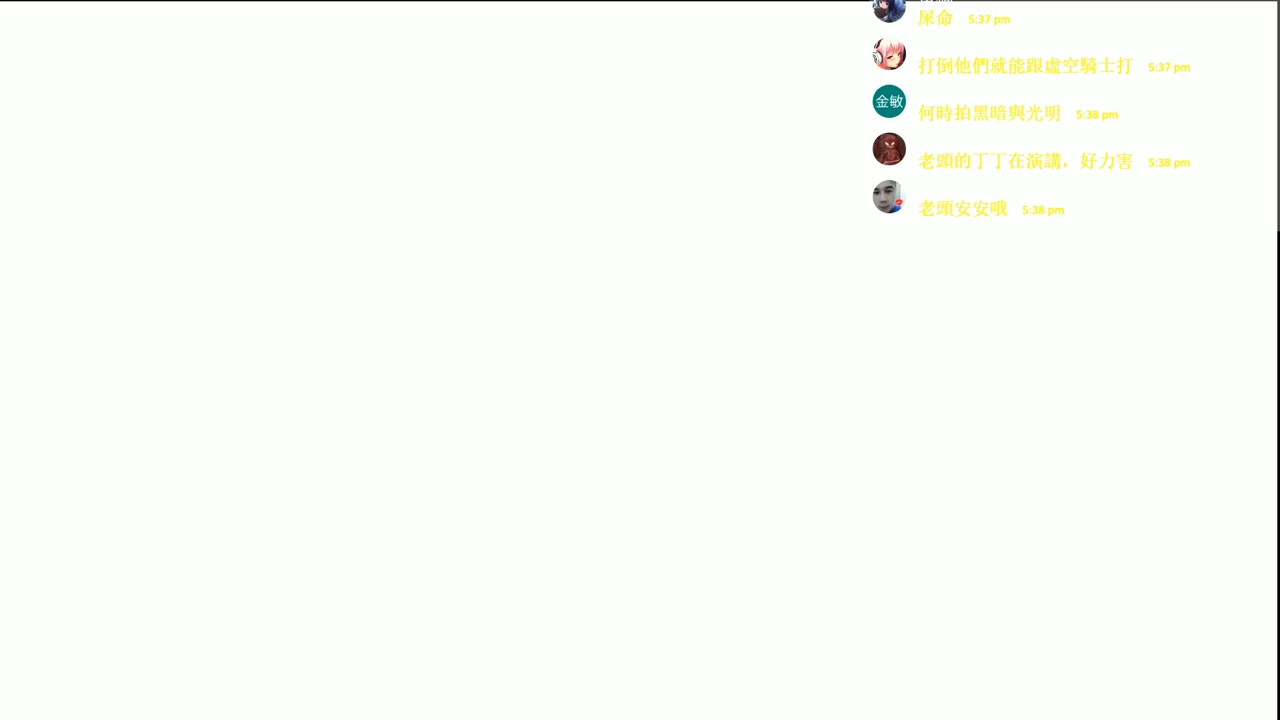 屎命 5:37 pm
打倒他們就能跟虛空騎士打 5:37 pm
金敏
何時拍黑暗與光明 5:38 pm
老頭的丁丁在演講，好力害 5:38 pm
老頭安安哦 5:38 pm